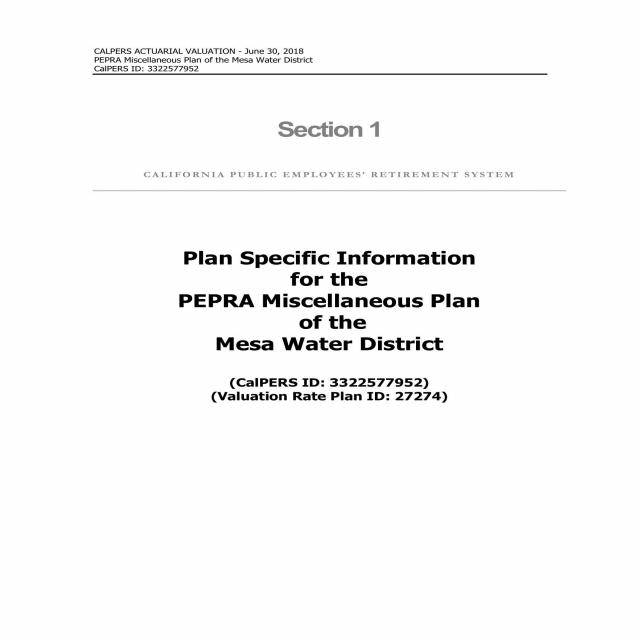 CALPERS ACTUARIAL VALUATION - June 30, 2018
PEPRA Miscellaneous Plan of the Mesa Water District
CalPERS ID: 3322577952
Section 1
CALIFORNIA PUBLIC EMPLOYEES' RETIREMENT SYSTEM
Plan Specific Information
for the
PEPRA Miscellaneous Plan
of the
Mesa Water District
(CalPERS ID: 3322577952)
(Valuation Rate Plan ID: 27274)